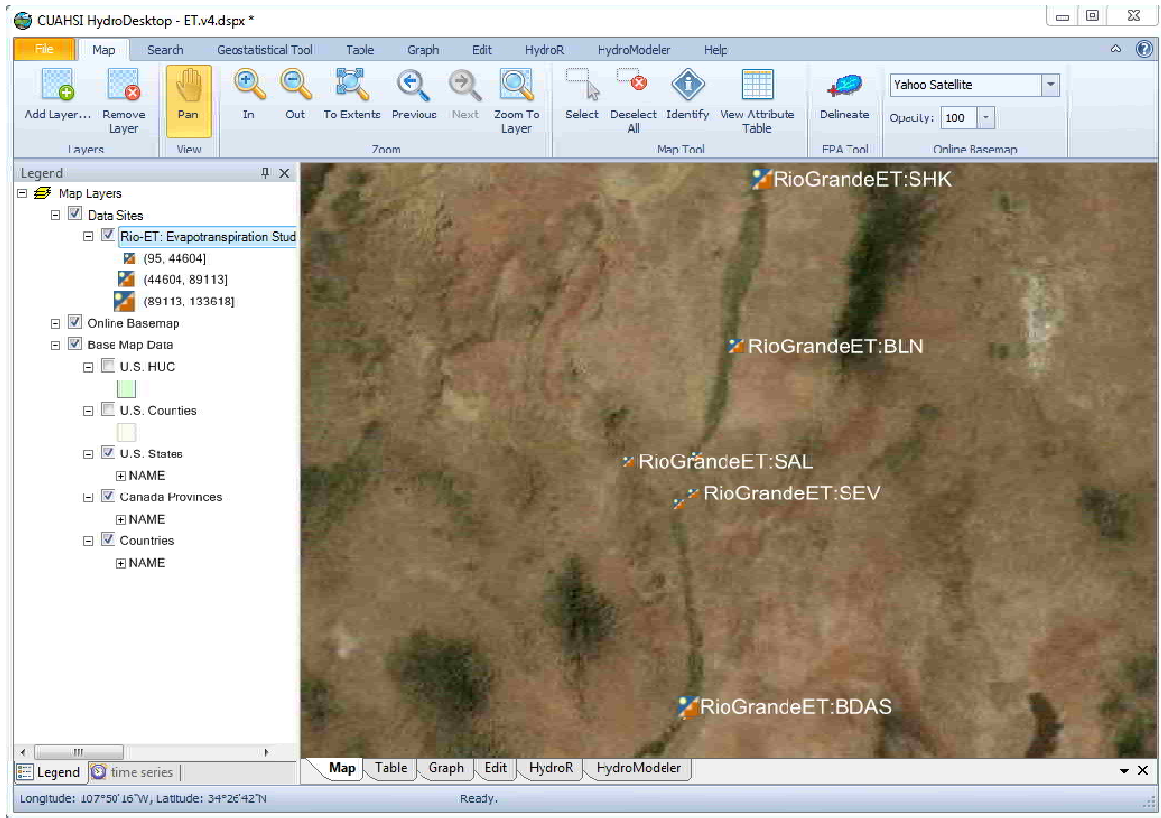 CUAHSI HydroDesktop - ET.v4.dspx *
File Map Search Geostatistical Tool Table Graph Edit HydroR HydroModeler Help
Add Layer... Remove Layer Pan In Out To Extents Previous Next Zoom To Layer Select Deselect All Identify View Attribute Table Delineate
Yahoo Satellite
Opacity: 100
Layers View Zoom Map Tool EPA Tool Online Basemap
Legend
Map Layers
Data Sites
Rio-ET: Evapotranspiration Stud
(95, 44604]
(44604, 89113]
(89113, 133618]
Online Basemap
Base Map Data
U.S. HUC
U.S. Counties
U.S. States
NAME
Canada Provinces
NAME
Countries
NAME
RioGrandeET:SHK
RioGrandeET:BLN
RioGrandeET:SAL
RioGrandeET:SEV
RioGrandeET:BDAS
Legend time series
Map Table Graph Edit HydroR HydroModeler
Longitude: 107°50'16"W, Latitude: 34°26'42"N Ready.